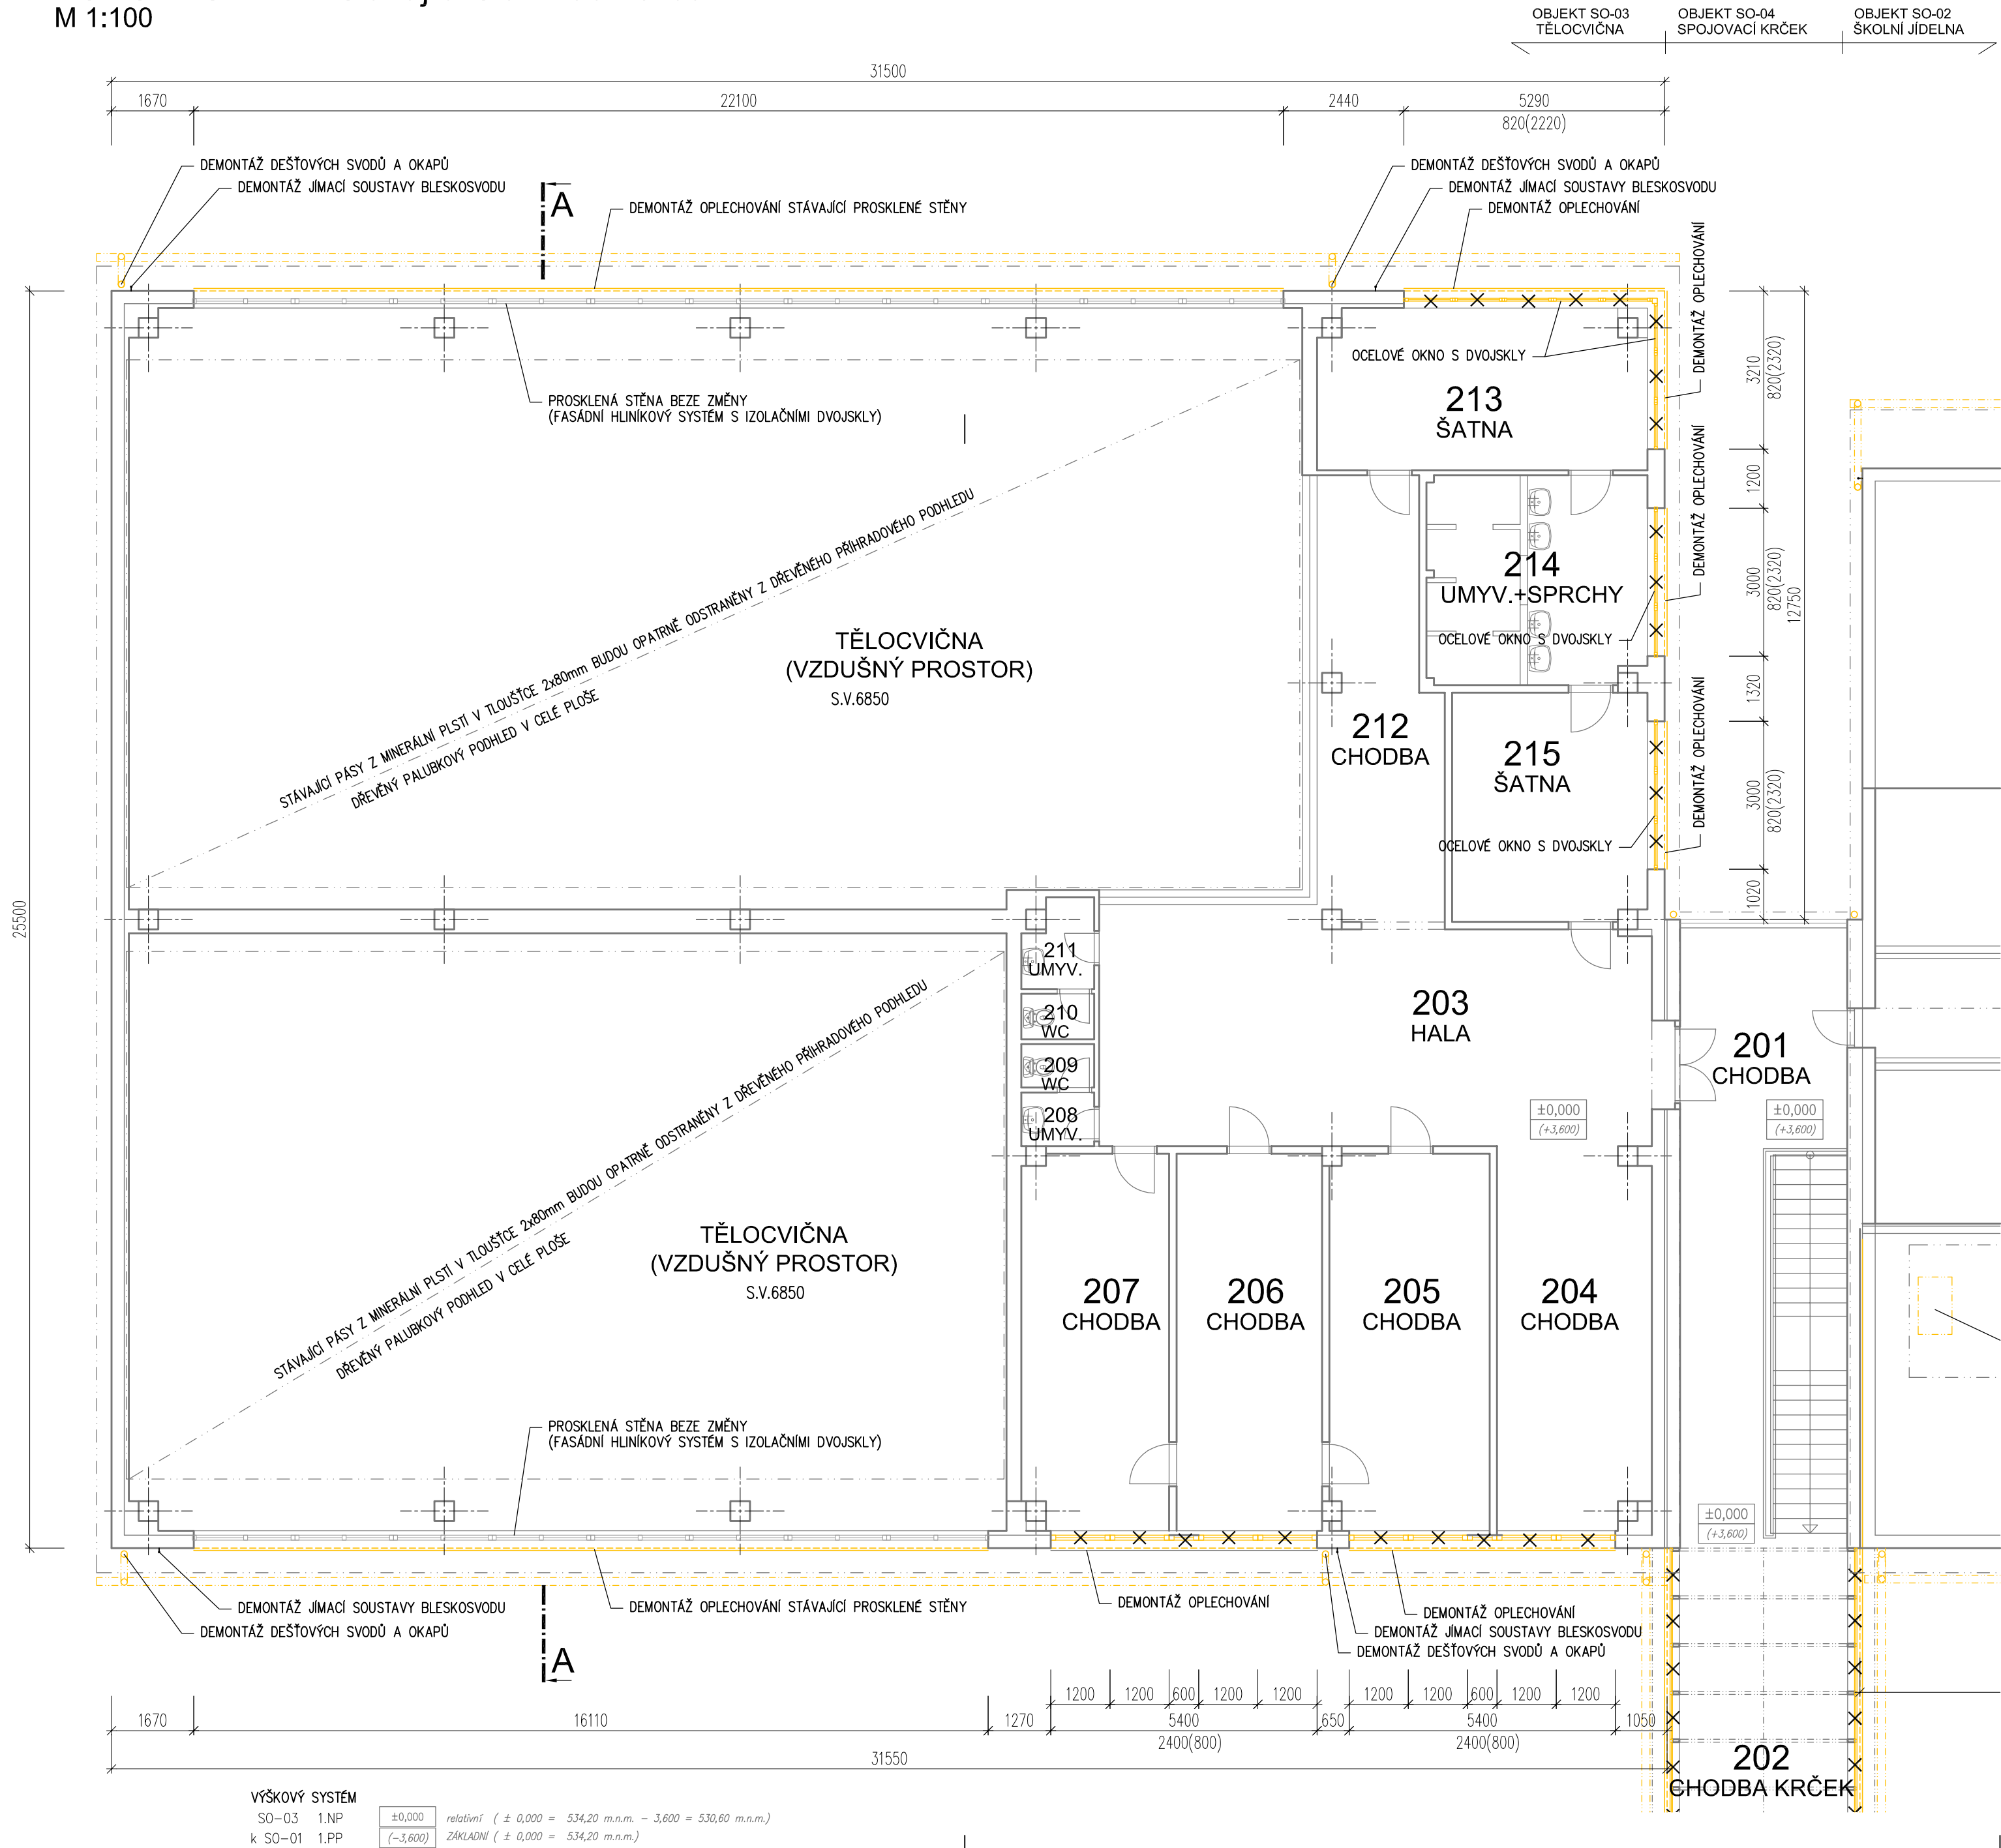 M 1:100
OBJEKT SO-03
TĚLOCVIČNA
OBJEKT SO-04
SPOJOVACÍ KRČEK
OBJEKT SO-02
ŠKOLNÍ JÍDELNA
31500
1670
22100
2440
5290
820(2220)
DEMONTÁŽ DEŠŤOVÝCH SVODŮ A OKAPŮ
DEMONTÁŽ JÍMACÍ SOUSTAVY BLESKOSVODU
A
DEMONTÁŽ OPLECHOVÁNÍ STÁVAJÍCÍ PROSKLENÉ STĚNY
DEMONTÁŽ DEŠŤOVÝCH SVODŮ A OKAPŮ
DEMONTÁŽ JÍMACÍ SOUSTAVY BLESKOSVODU
DEMONTÁŽ OPLECHOVÁNÍ
DEMONTÁŽ OPLECHOVÁNÍ
OCELOVÉ OKNO S DVOJSKLY
3210
820(2320)
PROSKLENÁ STĚNA BEZE ZMĚNY
(FASÁDNÍ HLINÍKOVÝ SYSTÉM S IZOLAČNÍMI DVOJSKLY)
213
ŠATNA
DEMONTÁŽ OPLECHOVÁNÍ
1200
STÁVAJÍCÍ PÁSY Z MINERÁLNÍ PLSTÍ V TLOUŠŤCE 2x80mm BUDOU OPATRNĚ ODSTRANĚNY Z DŘEVĚNÉHO PŘÍHRADOVÉHO PODHLEDU
DŘEVĚNÝ PALUBKOVÝ PODHLED V CELÉ PLOŠE
214
UMYV.+SPRCHY
3000
820(2320)
12750
OCELOVÉ OKNO S DVOJSKLY
TĚLOCVIČNA
(VZDUŠNÝ PROSTOR)
S.V.6850
1320
DEMONTÁŽ OPLECHOVÁNÍ
212
CHODBA
215
ŠATNA
3000
820(2320)
OCELOVÉ OKNO S DVOJSKLY
1020
25500
211
UMYV.
210
WC
209
WC
208
UMYV.
203
HALA
201
CHODBA
±0,000
(+3,600)
±0,000
(+3,600)
STÁVAJÍCÍ PÁSY Z MINERÁLNÍ PLSTÍ V TLOUŠŤCE 2x80mm BUDOU OPATRNĚ ODSTRANĚNY Z DŘEVĚNÉHO PŘÍHRADOVÉHO PODHLEDU
DŘEVĚNÝ PALUBKOVÝ PODHLED V CELÉ PLOŠE
TĚLOCVIČNA
(VZDUŠNÝ PROSTOR)
S.V.6850
207
CHODBA
206
CHODBA
205
CHODBA
204
CHODBA
PROSKLENÁ STĚNA BEZE ZMĚNY
(FASÁDNÍ HLINÍKOVÝ SYSTÉM S IZOLAČNÍMI DVOJSKLY)
±0,000
(+3,600)
DEMONTÁŽ JÍMACÍ SOUSTAVY BLESKOSVODU
DEMONTÁŽ DEŠŤOVÝCH SVODŮ A OKAPŮ
DEMONTÁŽ OPLECHOVÁNÍ STÁVAJÍCÍ PROSKLENÉ STĚNY
DEMONTÁŽ OPLECHOVÁNÍ
DEMONTÁŽ OPLECHOVÁNÍ
DEMONTÁŽ JÍMACÍ SOUSTAVY BLESKOSVODU
DEMONTÁŽ DEŠŤOVÝCH SVODŮ A OKAPŮ
A
1200
1200
600
1200
1200
1200
1200
600
1200
1200
1670
16110
1270
5400
2400(800)
650
5400
2400(800)
1050
31550
202
CHODBA KRČEK
VÝŠKOVÝ SYSTÉM
SO-03 1.NP ±0,000 relativní ( ± 0,000 = 534,20 m.n.m. - 3,600 = 530,60 m.n.m.)
k SO-01 1.PP (-3,600) ZÁKLADNÍ ( ± 0,000 = 534,20 m.n.m.)